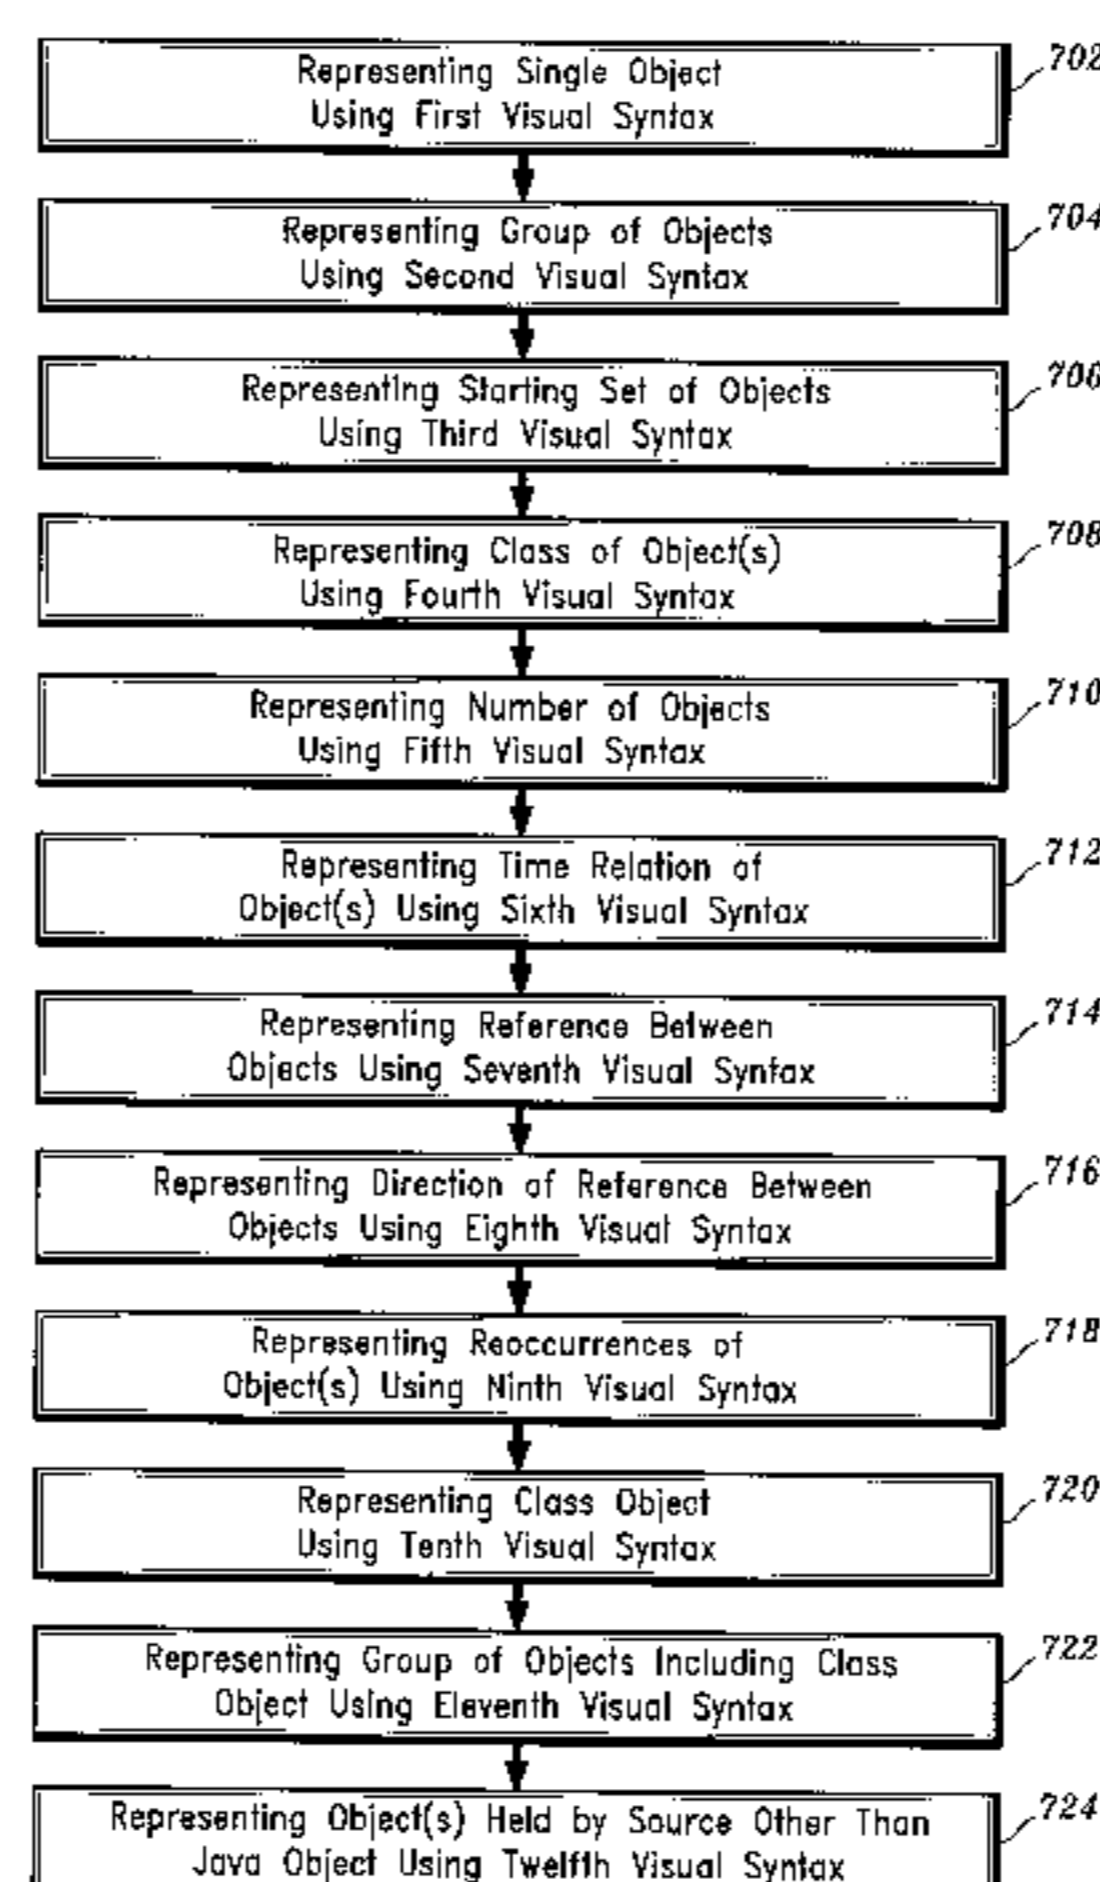 Representing Single Object
Using First Visual Syntax
702
Representing Group of Objects
Using Second Visual Syntax
704
Representing Starting Set of Objects
Using Third Visual Syntax
706
Representing Class of Object(s)
Using Fourth Visual Syntax
708
Representing Number of Objects
Using Fifth Visual Syntax
710
Representing Time Relation of
Object(s) Using Sixth Visual Syntax
712
Representing Reference Between
Objects Using Seventh Visual Syntax
714
Representing Direction of Reference Between
Objects Using Eighth Visual Syntax
716
Representing Reoccurrences of
Object(s) Using Ninth Visual Syntax
718
Representing Class Object
Using Tenth Visual Syntax
720
Representing Group of Objects Including Class
Object Using Eleventh Visual Syntax
722
Representing Object(s) Held by Source Other Than
Java Object Using Twelfth Visual Syntax
724